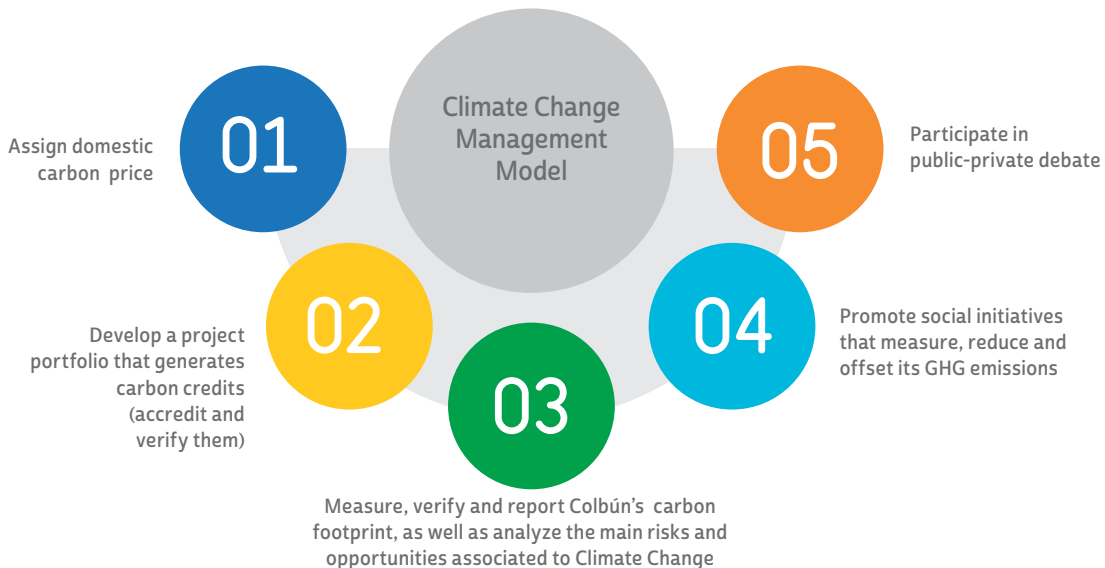 Climate Change
Management
Model
01
Assign domestic
carbon price
02
Develop a project
portfolio that generates
carbon credits
(accredit and
verify them)
03
Measure, verify and report Colbún's carbon
footprint, as well as analyze the main risks and
opportunities associated to Climate Change
04
Promote social initiatives
that measure, reduce and
offset its GHG emissions
05
Participate in
public-private debate